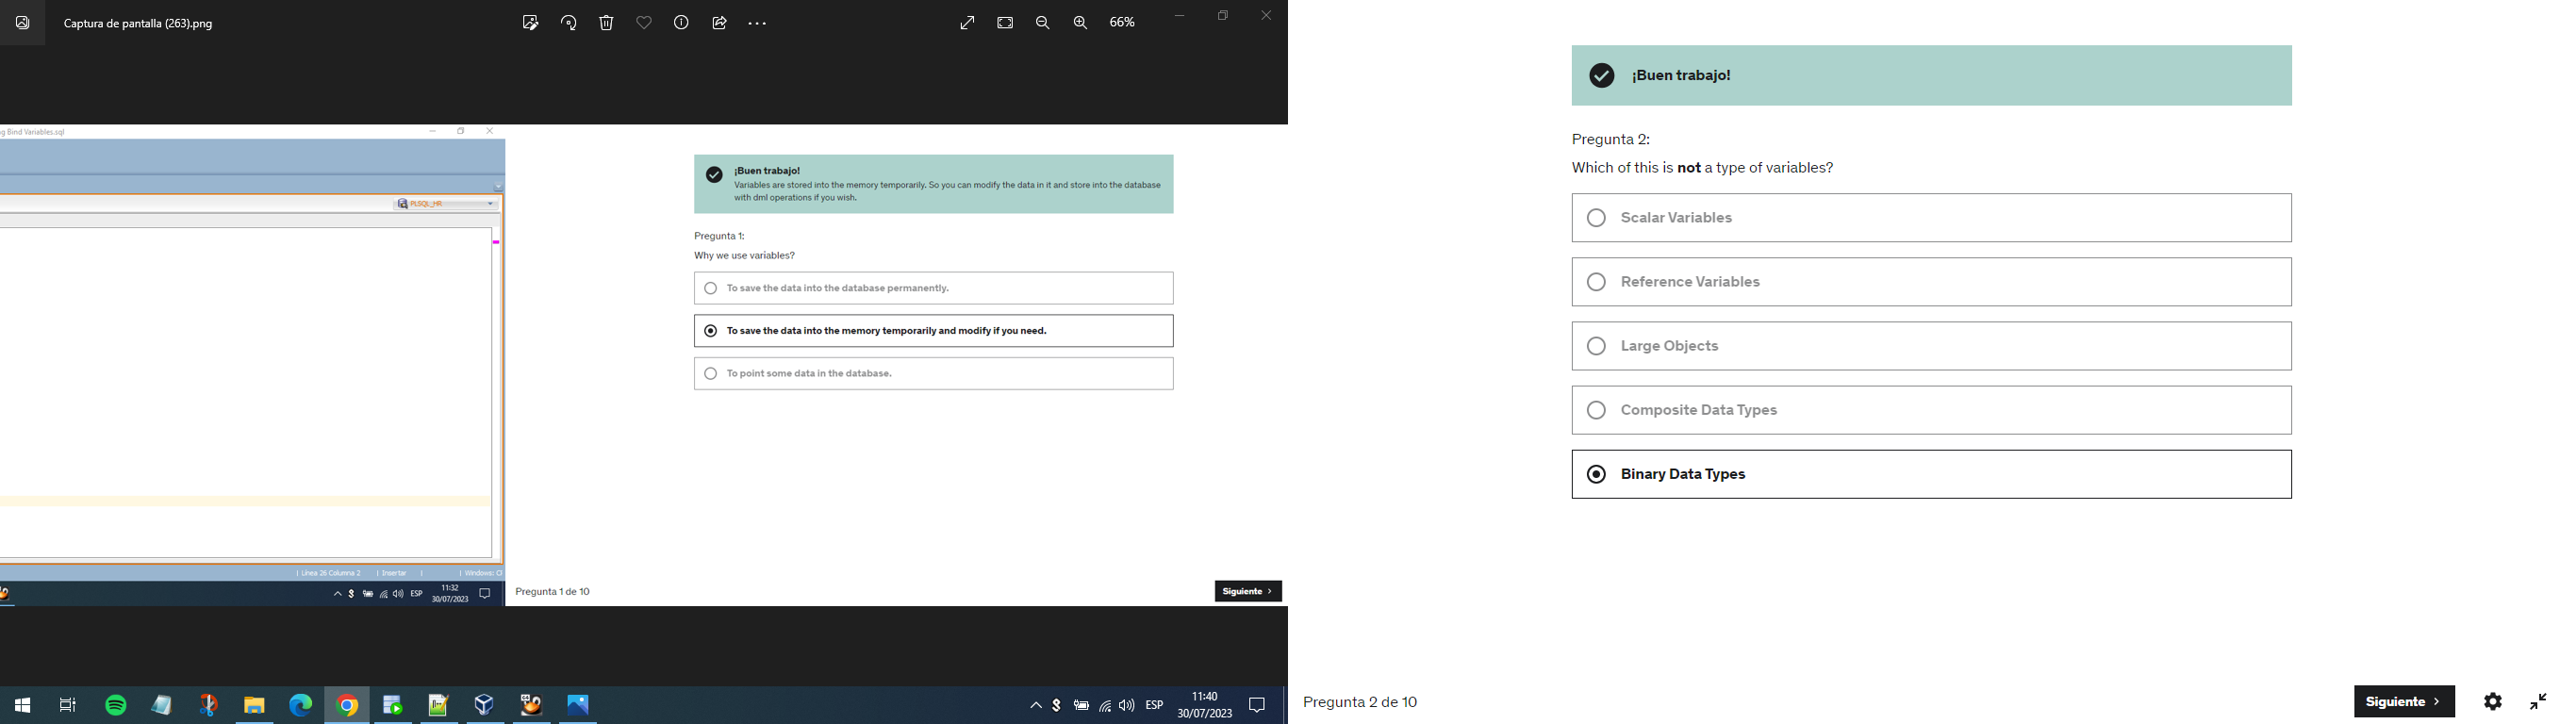 Captura de pantalla (263).png
66%
g Bind Variables.sql
PLSQL_HR
Línea 26 Columna 2 | Insertar | | Windows: C
ESP
11:32
30/07/2023
¡Buen trabajo!
Variables are stored into the memory temporarily. So you can modify the data in it and store into the database
with dml operations if you wish.
Pregunta 1:
Why we use variables?
To save the data into the database permanently.
To save the data into the memory temporarily and modify if you need.
To point some data in the database.
Pregunta 1 de 10
Siguiente
ESP
11:40
30/07/2023
¡Buen trabajo!
Pregunta 2:
Which of this is not a type of variables?
Scalar Variables
Reference Variables
Large Objects
Composite Data Types
Binary Data Types
Pregunta 2 de 10
Siguiente